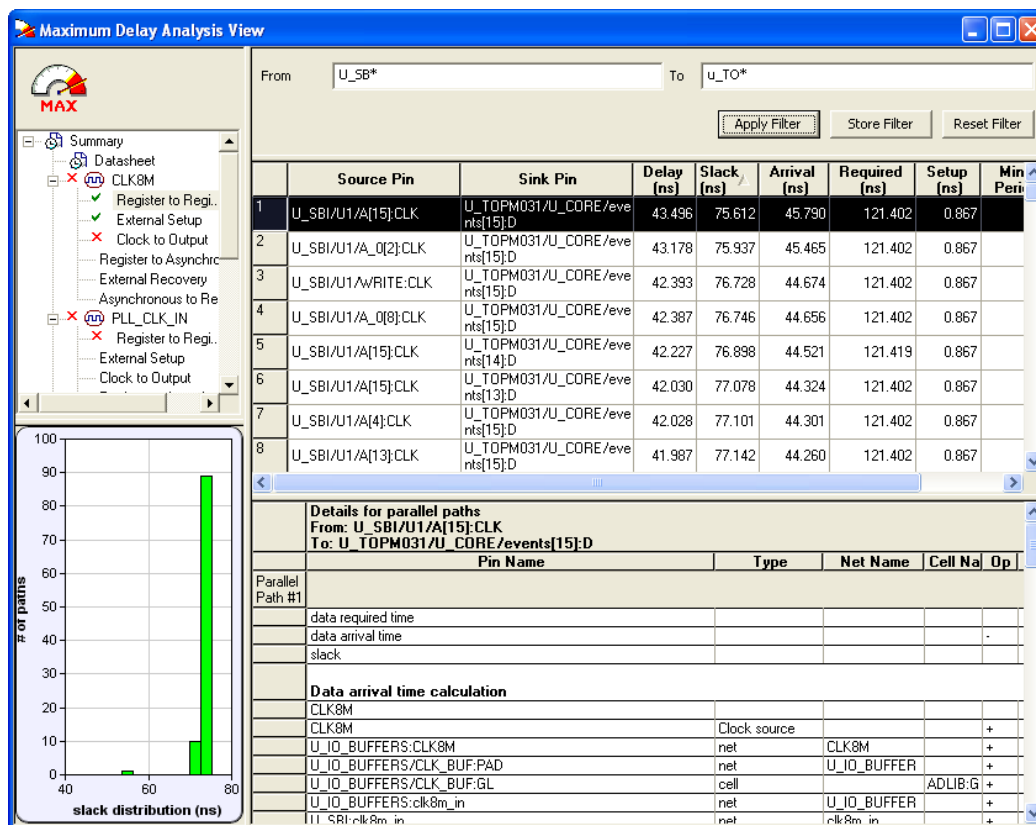 Maximum Delay Analysis View
MAX
Summary
Datasheet
CLK8M
Register to Regi..
External Setup
Clock to Output
Register to Asynchro
External Recovery
Asynchronous to Re
PLL_CLK_IN
Register to Regi..
External Setup
Clock to Output
From U_SB* To u_TO*
Apply Filter Store Filter Reset Filter
Source Pin Sink Pin Delay (ns) Slack (ns) Arrival (ns) Required (ns) Setup (ns) Min Peri
1 U_SBI/U1/A[15]:CLK U_TOPM031/U_CORE/events[15]:D 43.496 75.612 45.790 121.402 0.867
2 U_SBI/U1/A_0[2]:CLK U_TOPM031/U_CORE/events[15]:D 43.178 75.937 45.465 121.402 0.867
3 U_SBI/U1/WRITE:CLK U_TOPM031/U_CORE/events[15]:D 42.393 76.728 44.674 121.402 0.867
4 U_SBI/U1/A_0[8]:CLK U_TOPM031/U_CORE/events[15]:D 42.387 76.746 44.656 121.402 0.867
5 U_SBI/U1/A[15]:CLK U_TOPM031/U_CORE/events[14]:D 42.227 76.898 44.521 121.419 0.867
6 U_SBI/U1/A[15]:CLK U_TOPM031/U_CORE/events[13]:D 42.030 77.078 44.324 121.402 0.867
7 U_SBI/U1/A[4]:CLK U_TOPM031/U_CORE/events[15]:D 42.028 77.101 44.301 121.402 0.867
8 U_SBI/U1/A[13]:CLK U_TOPM031/U_CORE/events[15]:D 41.987 77.142 44.260 121.402 0.867
# of paths
100
90
80
70
60
50
40
30
20
10
0
40 60 80
slack distribution (ns)
Details for parallel paths
From: U_SBI/U1/A[15]:CLK
To: U_TOPM031/U_CORE/events[15]:D
Pin Name Type Net Name Cell Na Op
Parallel Path #1
data required time
data arrival time -
slack
Data arrival time calculation
CLK8M
CLK8M Clock source +
U_IO_BUFFERS:CLK8M net CLK8M +
U_IO_BUFFERS/CLK_BUF:PAD net U_IO_BUFFER +
U_IO_BUFFERS/CLK_BUF:GL cell ADLIB:G +
U_IO_BUFFERS:clk8m_in net U_IO_BUFFER +
U_SBI:clk8m_in net clk8m_in +